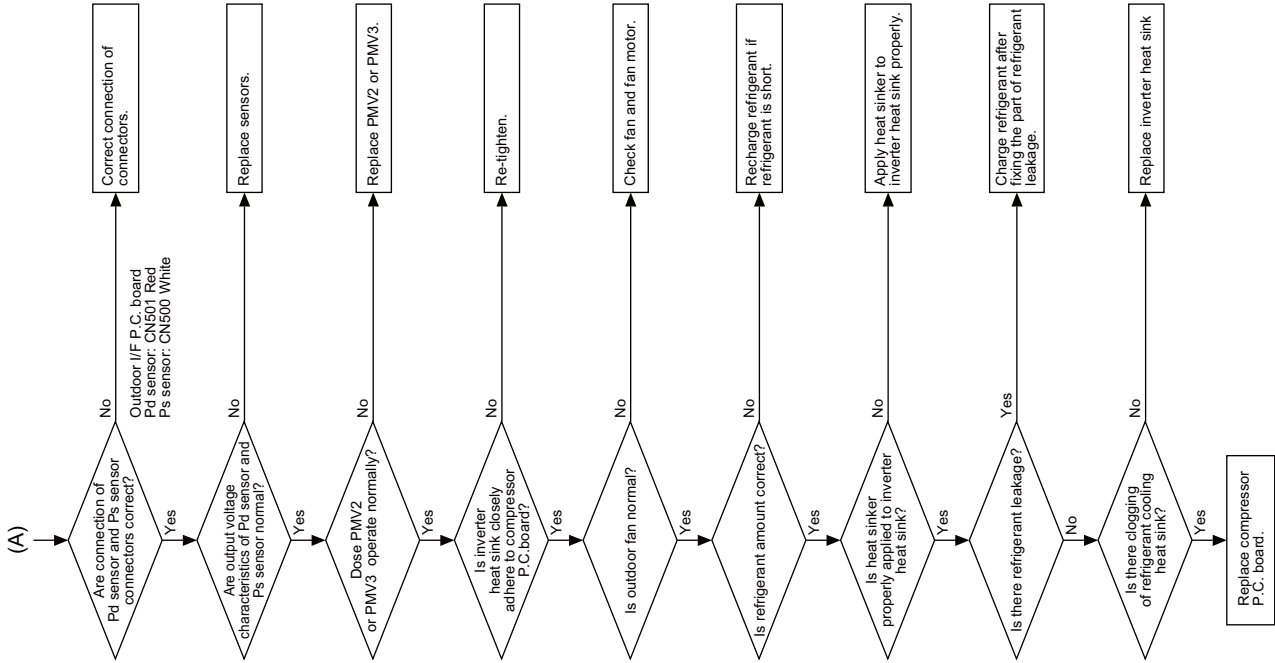 (A)
Are connection of
Pd sensor and Ps sensor
connectors correct?
No
Outdoor I/F P.C. board
Pd sensor: CN501 Red
Ps sensor: CN500 White
Correct connection of
connectors.
Yes
Are output voltage
characteristics of Pd sensor and
Ps sensor normal?
No
Replace sensors.
Yes
Dose PMV2
or PMV3 operate normally?
No
Replace PMV2 or PMV3.
Yes
Is inverter
heat sink closely
adhere to compressor
P.C.board?
No
Re-tighten.
Yes
Is outdoor fan normal?
No
Check fan and fan motor.
Yes
Is refrigerant amount correct?
No
Recharge refrigerant if
refrigerant is short.
Yes
Is heat sinker
properly applied to inverter
heat sink?
No
Apply heat sinker to
inverter heat sink properly.
Yes
Is there refrigerant leakage?
Yes
Charge refrigerant after
fixing the part of refrigerant
leakage.
No
Is there clogging
of refrigerant cooling
heat sink?
No
Replace inverter heat sink
Yes
Replace compressor
P.C. board.